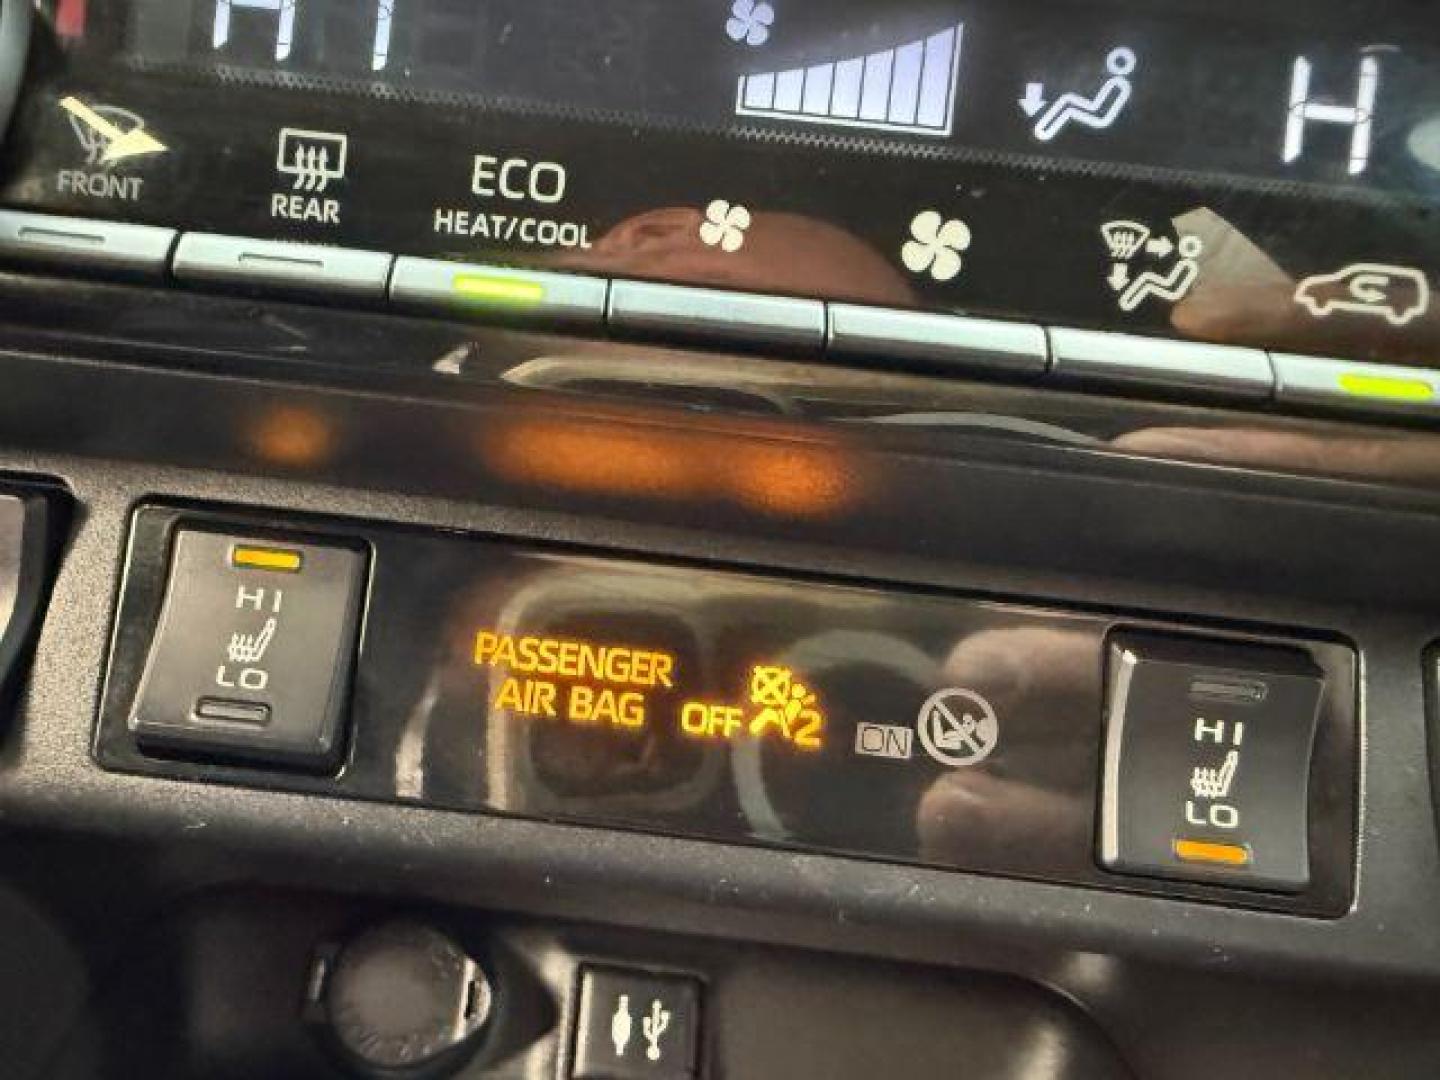 HI
H
FRONT
REAR
ECO
HEAT/COOL
HI
LO
PASSENGER
AIR BAG OFF 2
ON
HI
LO